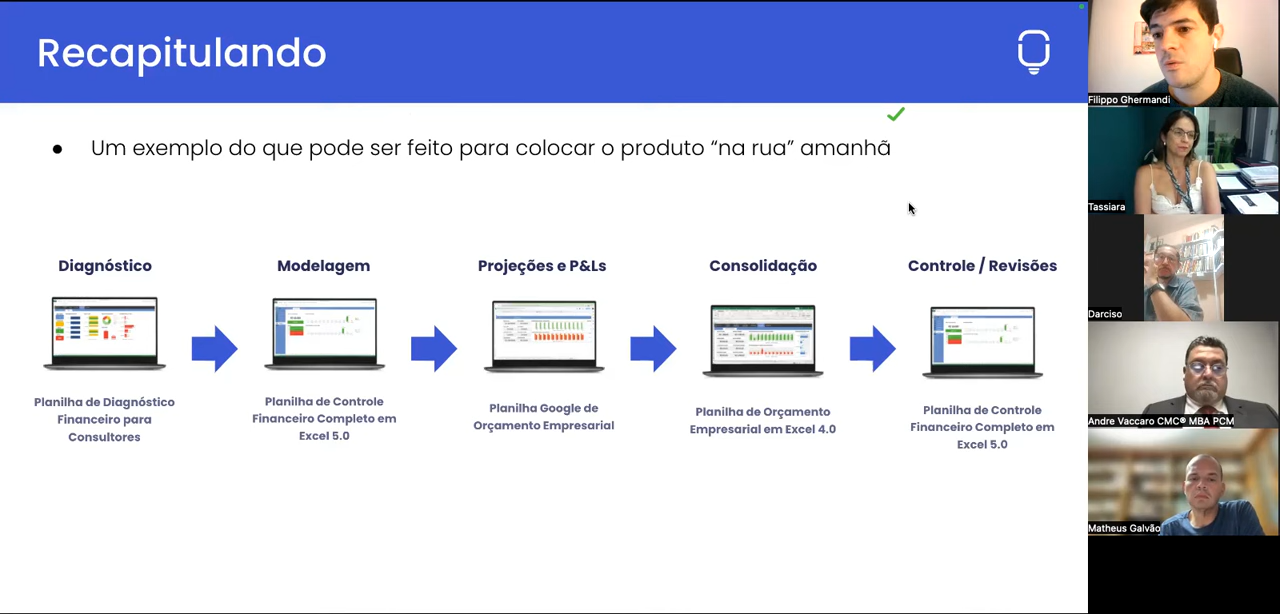 Recapitulando
● Um exemplo do que pode ser feito para colocar o produto “na rua” amanhã
Diagnóstico
Modelagem
Projeções e P&Ls
Consolidação
Controle / Revisões
Planilha de Diagnóstico
Financeiro para
Consultores
Planilha de Controle
Financeiro Completo em
Excel 5.0
Planilha Google de
Orçamento Empresarial
Planilha de Orçamento
Empresarial em Excel 4.0
Planilha de Controle
Financeiro Completo em
Excel 5.0
Filippo Ghermandi
Tassiara
Darciso
Andre Vaccaro CMC® MBA PCM
Matheus Galvão